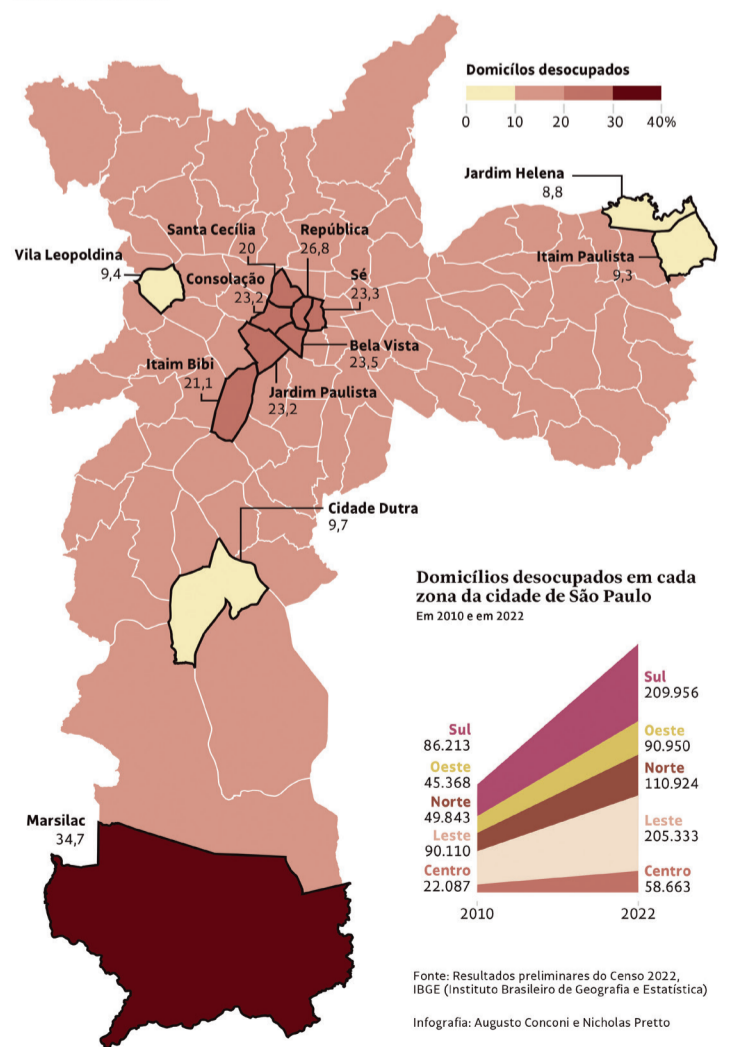 Domicílos desocupados
0 10 20 30 40%
Jardim Helena
8,8
Santa Cecília
20
República
26,8
Vila Leopoldina
9,4
Consolação
23,2
Sé
23,3
Itaim Paulista
9,3
Bela Vista
23,5
Itaim Bibi
21,1
Jardim Paulista
23,2
Cidade Dutra
9,7
Marsilac
34,7
Domicílios desocupados em cada
zona da cidade de São Paulo
Em 2010 e em 2022
Sul
86.213
Oeste
45.368
Norte
49.843
Leste
90.110
Centro
22.087
Sul
209.956
Oeste
90.950
Norte
110.924
Leste
205.333
Centro
58.663
2010 2022
Fonte: Resultados preliminares do Censo 2022,
IBGE (Instituto Brasileiro de Geografia e Estatística)
Infografia: Augusto Conconi e Nicholas Pretto